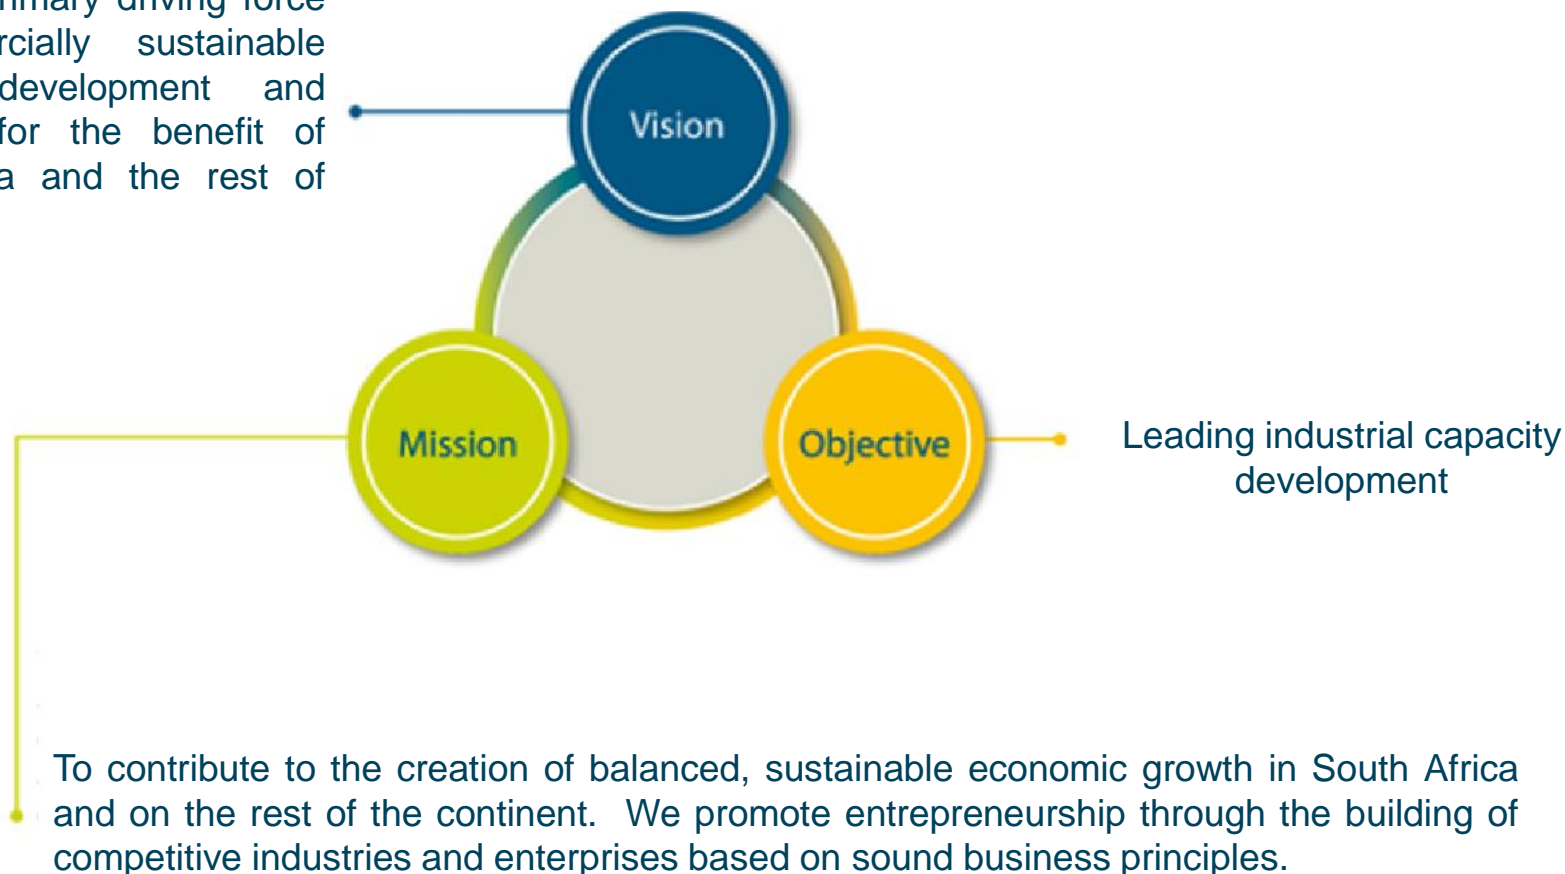 driving force
sustainable
development and
for the benefit of
and the rest of
Vision
Mission
Objective
Leading industrial capacity
development
To contribute to the creation of balanced, sustainable economic growth in South Africa
and on the rest of the continent. We promote entrepreneurship through the building of
competitive industries and enterprises based on sound business principles.